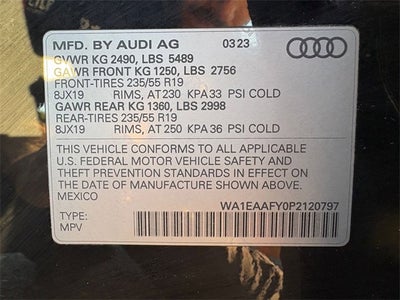 MFD. BY AUDI AG 03 23
GVWR KG 2490, LBS 5489
GAWR FRONT KG 1250, LBS 2756
FRONT-TIRES 235/55 R19
8JX19 RIMS, AT 230 KPA 33 PSI COLD
GAWR REAR KG 1360, LBS 2998
REAR-TIRES 235/55 R19
8JX19 RIMS, AT 250 KPA 36 PSI COLD
THIS VEHICLE CONFORMS TO ALL APPLICABLE
U.S. FEDERAL MOTOR VEHICLE SAFETY AND
THEFT PREVENTION STANDARDS IN EFFECT ON
THE DATE OF MANUFACTURE SHOWN ABOVE.
MEXICO
WA1EAAFY0P2120797
TYPE:
MPV